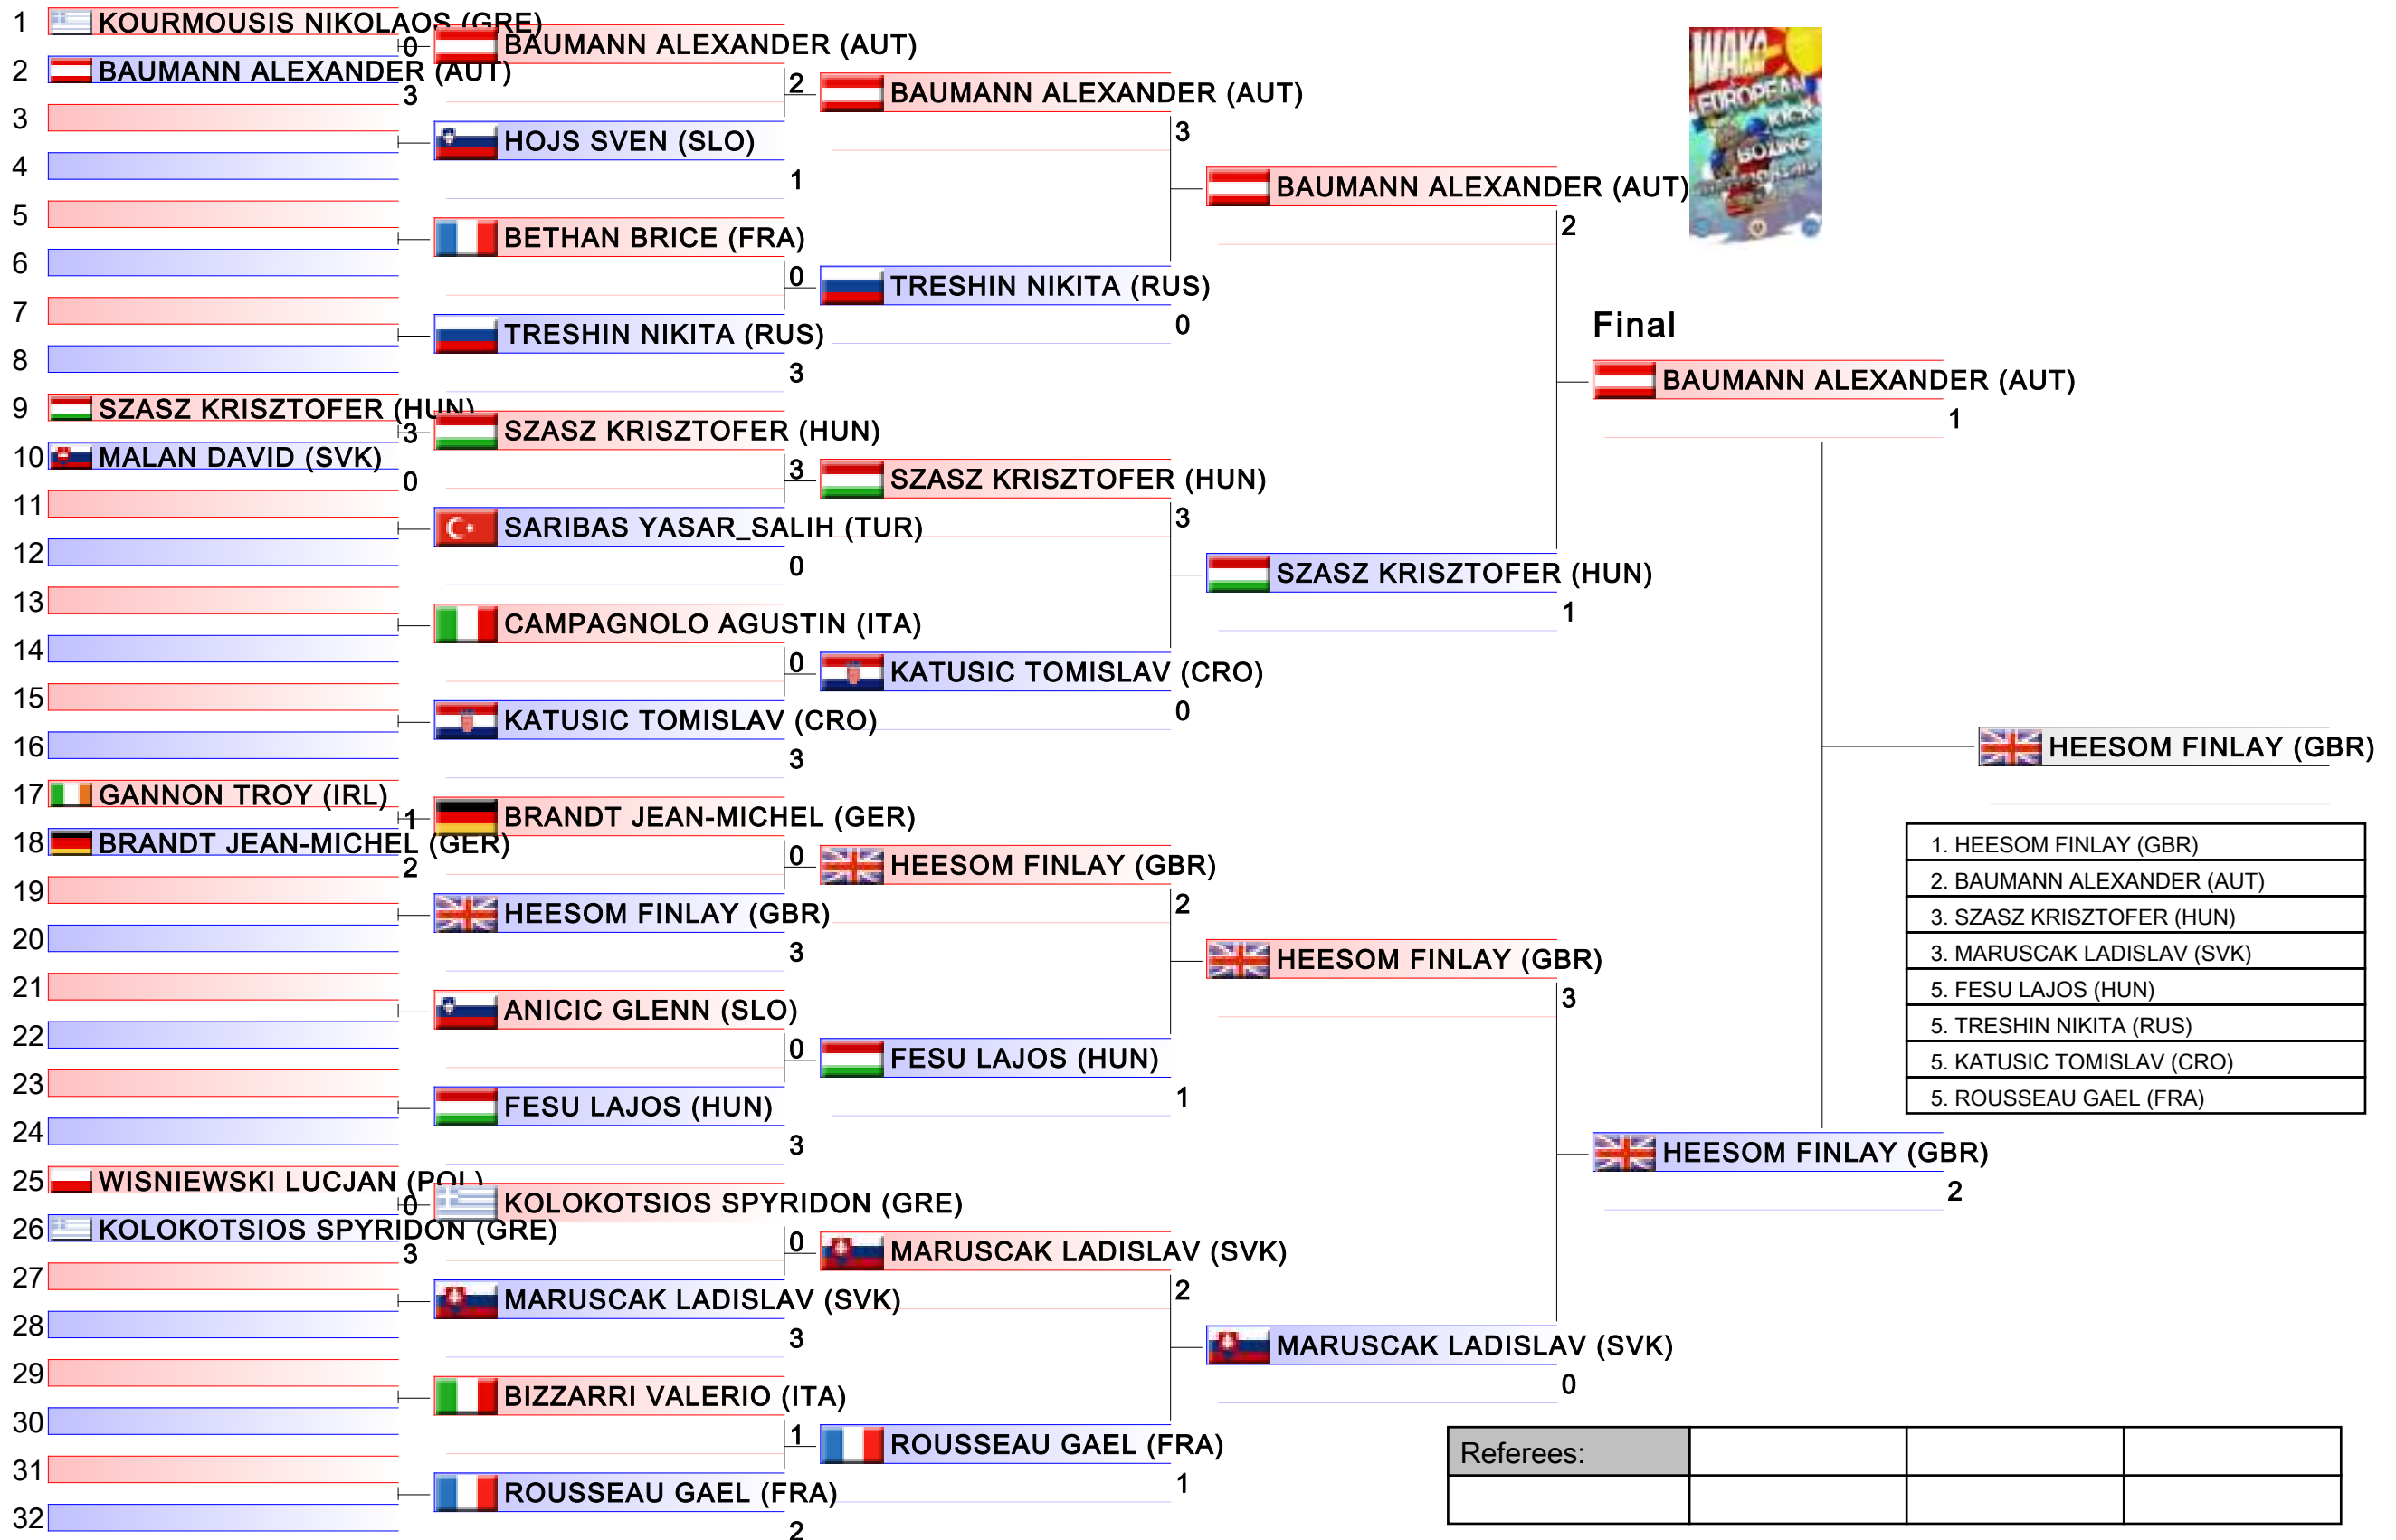 1 KOURMOUSIS NIKOLAOS (GRE)
0
2 BAUMANN ALEXANDER (AUT)
3
3
4
5
6
7
8
9 SZASZ KRISZTOFER (HUN)
3
10 MALAN DAVID (SVK)
0
11
12
13
14
15
16
17 GANNON TROY (IRL)
1
18 BRANDT JEAN-MICHEL (GER)
2
19
20
21
22
23
24
25 WISNIEWSKI LUCJAN (POL)
0
26 KOLOKOTSIOS SPYRIDON (GRE)
3
27
28
29
30
31
32
BAUMANN ALEXANDER (AUT)
2
HOJS SVEN (SLO)
1
BETHAN BRICE (FRA)
0
TRESHIN NIKITA (RUS)
3
SZASZ KRISZTOFER (HUN)
3
SARIBAS YASAR_SALIH (TUR)
0
CAMPAGNOLO AGUSTIN (ITA)
0
KATUSIC TOMISLAV (CRO)
3
BRANDT JEAN-MICHEL (GER)
0
HEESOM FINLAY (GBR)
3
ANICIC GLENN (SLO)
0
FESU LAJOS (HUN)
3
KOLOKOTSIOS SPYRIDON (GRE)
0
MARUSCAK LADISLAV (SVK)
3
BIZZARRI VALERIO (ITA)
1
ROUSSEAU GAEL (FRA)
2
BAUMANN ALEXANDER (AUT)
3
TRESHIN NIKITA (RUS)
0
SZASZ KRISZTOFER (HUN)
3
KATUSIC TOMISLAV (CRO)
0
HEESOM FINLAY (GBR)
2
FESU LAJOS (HUN)
1
MARUSCAK LADISLAV (SVK)
2
ROUSSEAU GAEL (FRA)
1
BAUMANN ALEXANDER (AUT)
2
SZASZ KRISZTOFER (HUN)
1
HEESOM FINLAY (GBR)
3
MARUSCAK LADISLAV (SVK)
0
WAKO
EUROPEAN
KICK
BOXING
Final
BAUMANN ALEXANDER (AUT)
1
HEESOM FINLAY (GBR)
2
HEESOM FINLAY (GBR)
1. HEESOM FINLAY (GBR)
2. BAUMANN ALEXANDER (AUT)
3. SZASZ KRISZTOFER (HUN)
3. MARUSCAK LADISLAV (SVK)
5. FESU LAJOS (HUN)
5. TRESHIN NIKITA (RUS)
5. KATUSIC TOMISLAV (CRO)
5. ROUSSEAU GAEL (FRA)
Referees: